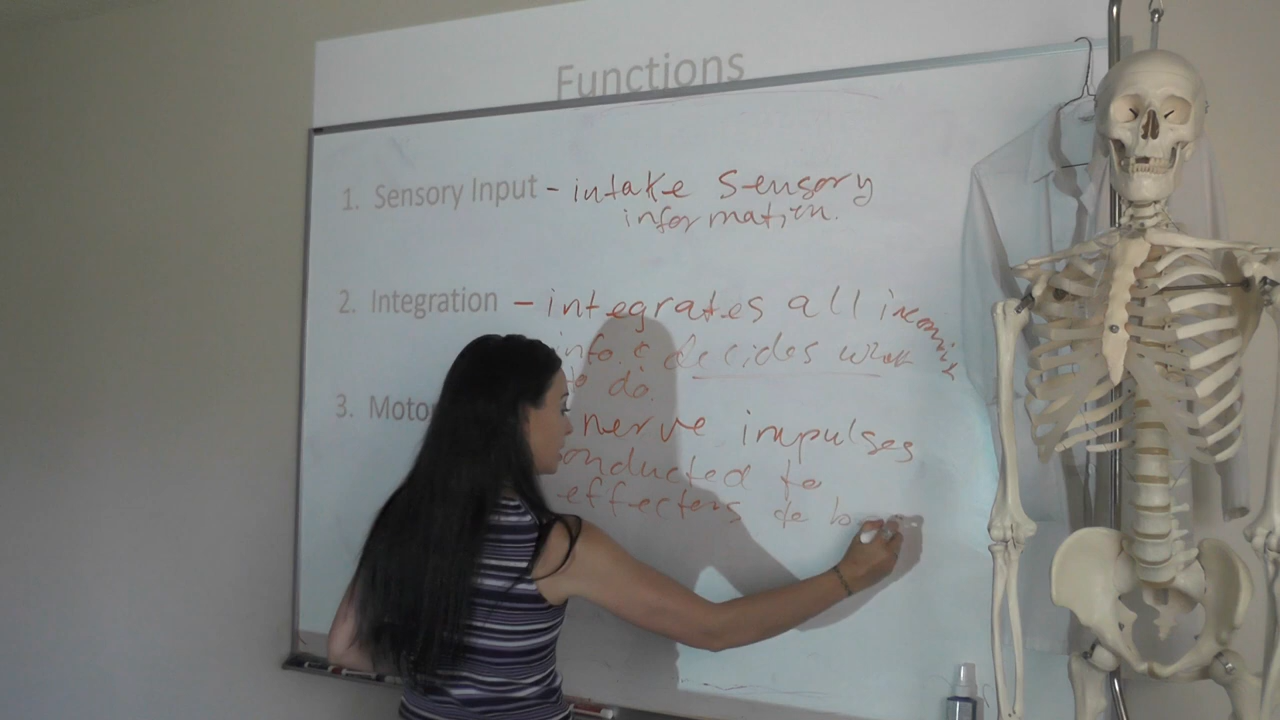 Functions
1. Sensory Input - intake sensory
information.
2. Integration - integrates all incoming
info. & decides what
to do.
3. Motor nerve impulses
conducted to
effectors